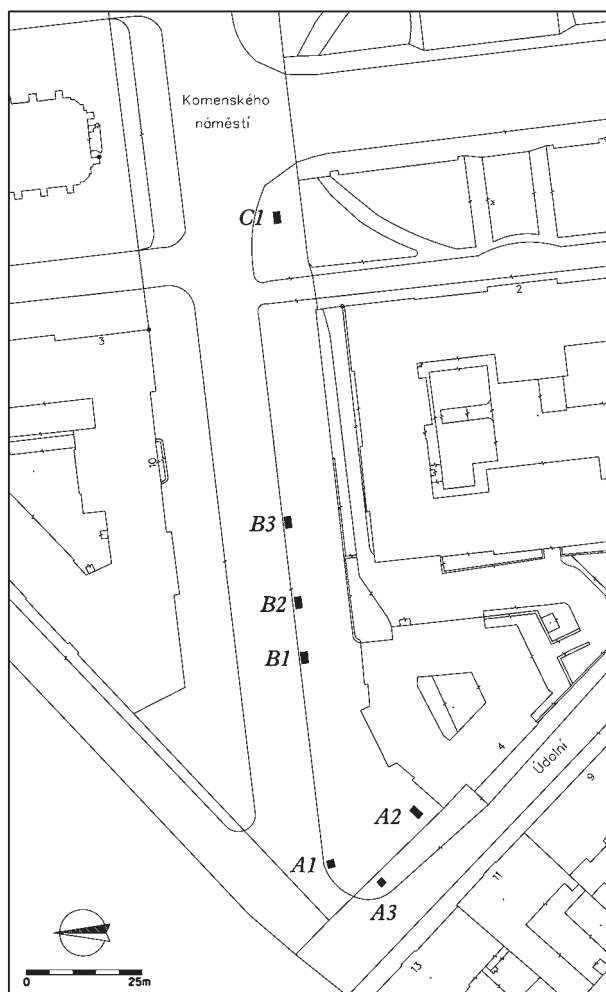 Komenského
náměstí
C1
2
3
10
B3
B2
B1
4
Údolní
9
A2
A1
11
A3
13
0
25m